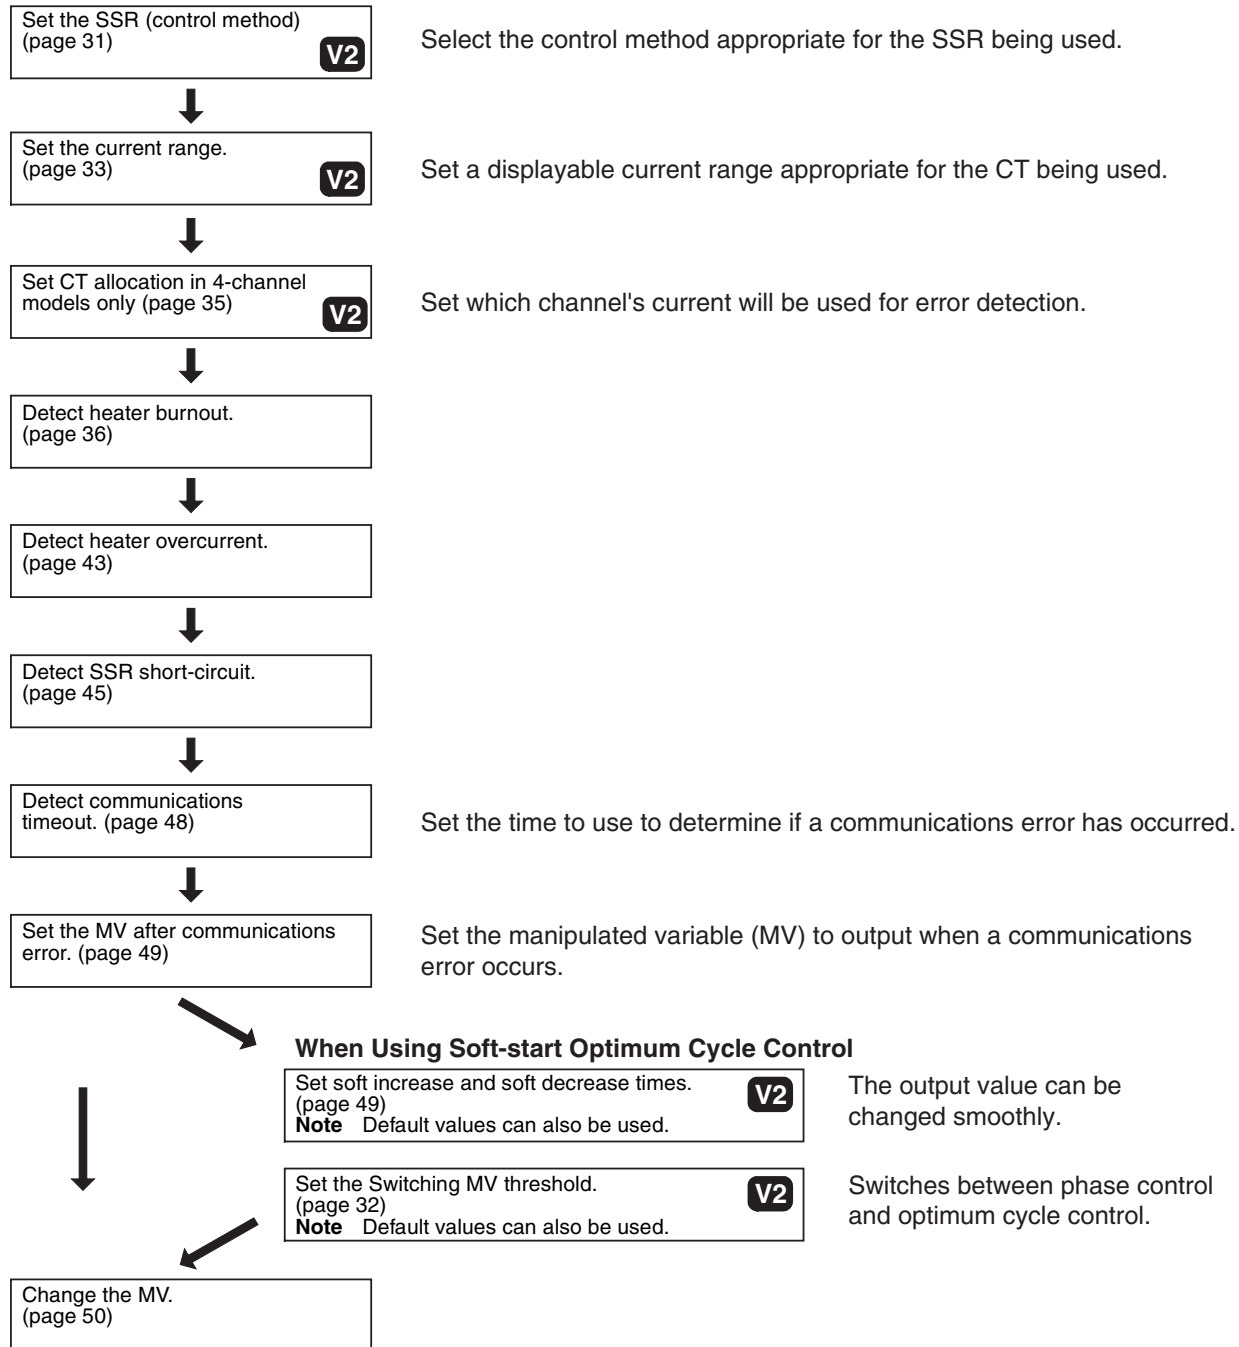 Set the SSR (control method)
(page 31)
V2
Select the control method appropriate for the SSR being used.
Set the current range.
(page 33)
V2
Set a displayable current range appropriate for the CT being used.
Set CT allocation in 4-channel
models only (page 35)
V2
Set which channel's current will be used for error detection.
Detect heater burnout.
(page 36)
Detect heater overcurrent.
(page 43)
Detect SSR short-circuit.
(page 45)
Detect communications
timeout. (page 48)
Set the time to use to determine if a communications error has occurred.
Set the MV after communications
error. (page 49)
Set the manipulated variable (MV) to output when a communications
error occurs.
When Using Soft-start Optimum Cycle Control
Set soft increase and soft decrease times.
(page 49)
Note Default values can also be used.
V2
The output value can be
changed smoothly.
Set the Switching MV threshold.
(page 32)
Note Default values can also be used.
V2
Switches between phase control
and optimum cycle control.
Change the MV.
(page 50)